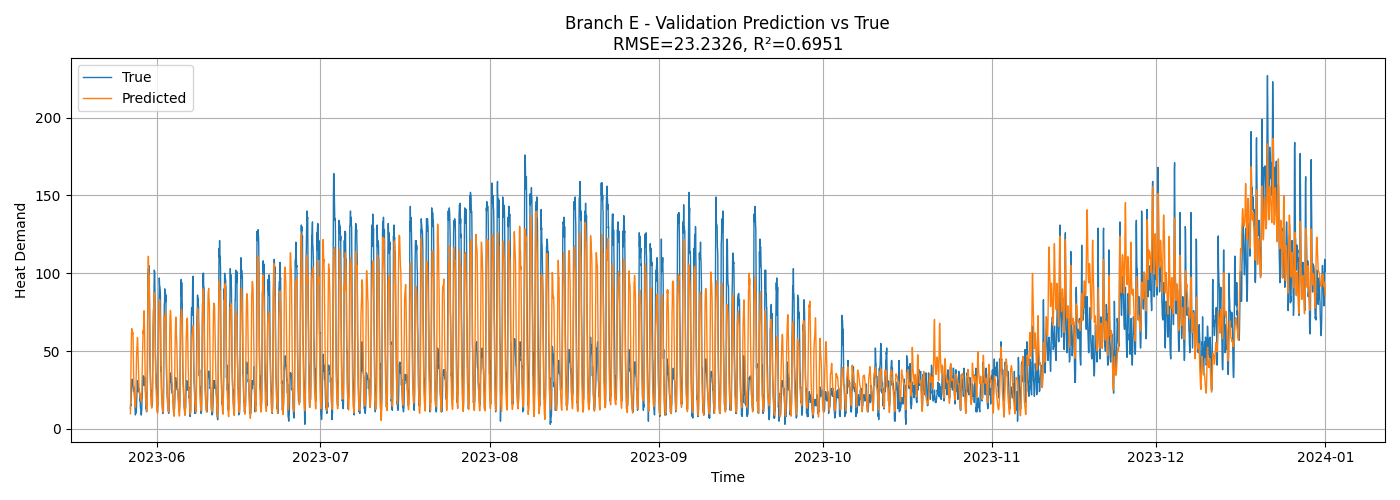 Branch E - Validation Prediction vs True
RMSE=23.2326, R²=0.6951
True
Predicted
Heat Demand
200
150
100
50
0
2023-06 2023-07 2023-08 2023-09 2023-10 2023-11 2023-12 2024-01
Time